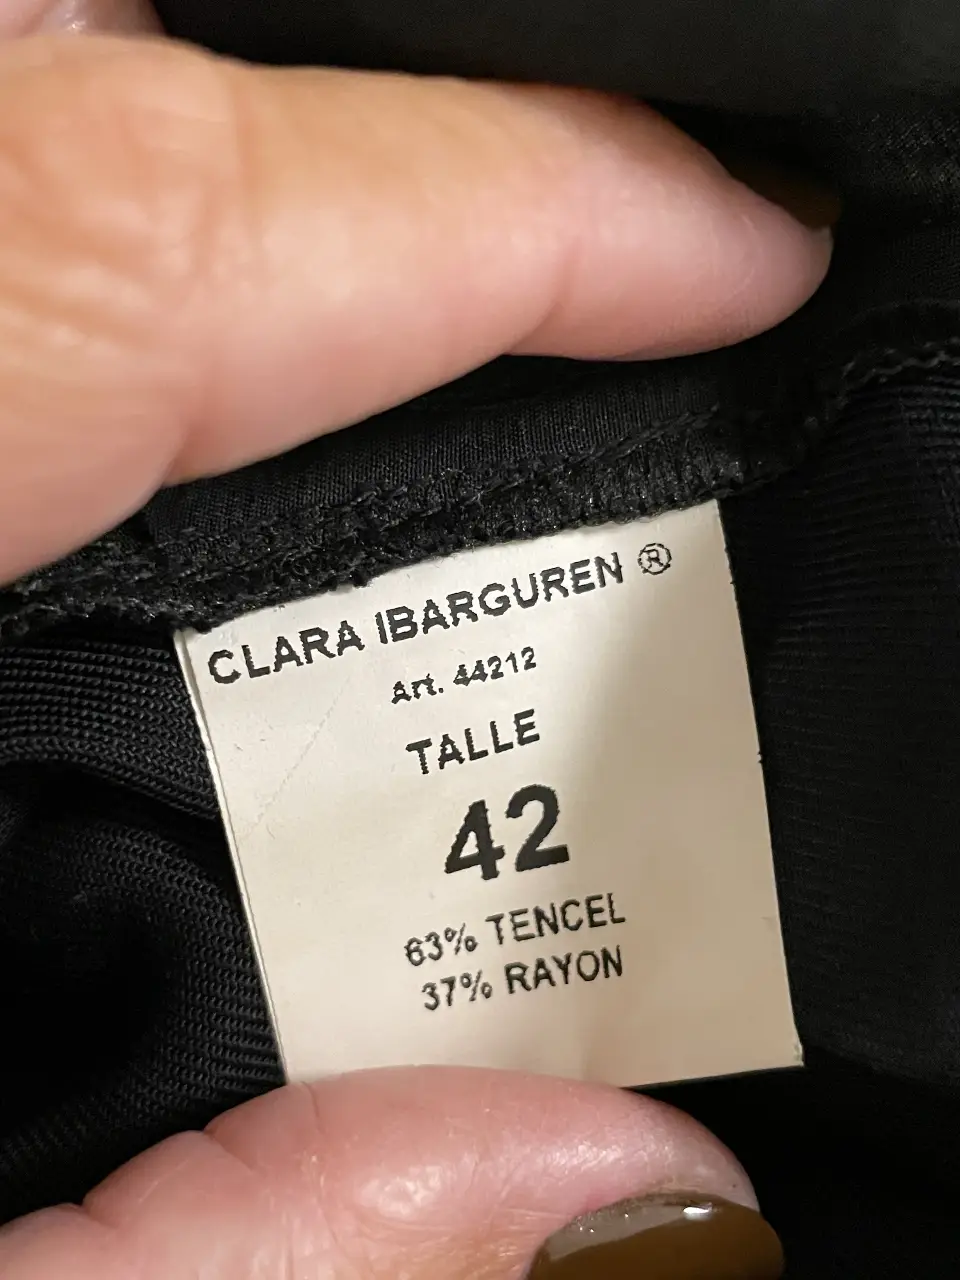 CLARA IBARGUREN ®
Art. 44212
TALLE
42
63% TENCEL
37% RAYON